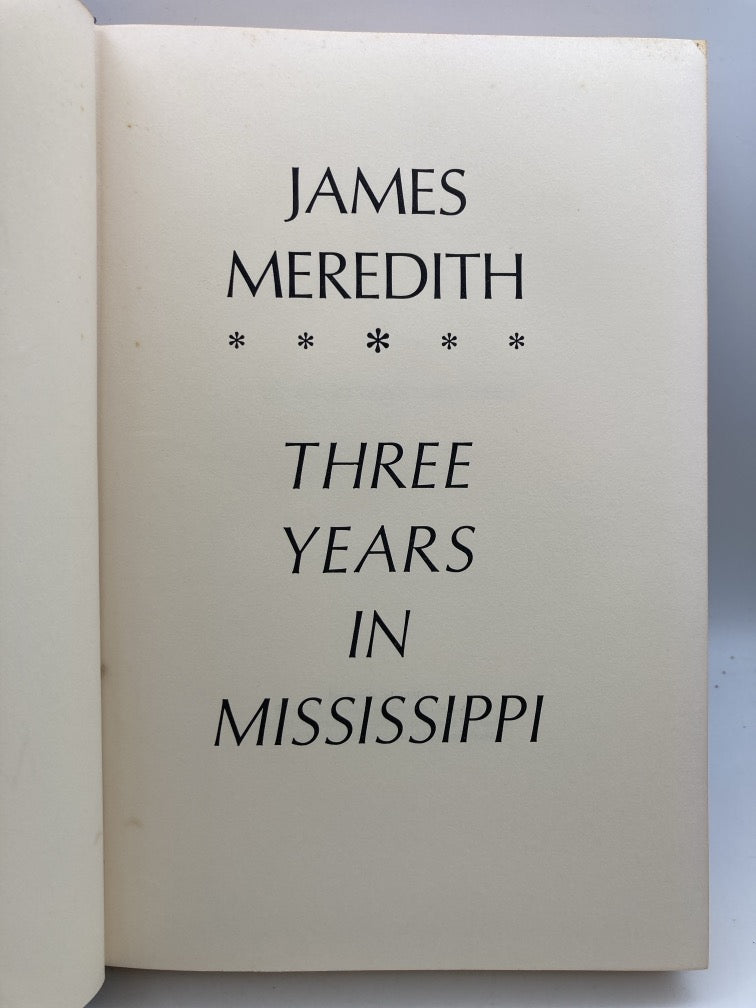 JAMES
MEREDITH
* * * * *
THREE
YEARS
IN
MISSISSIPPI